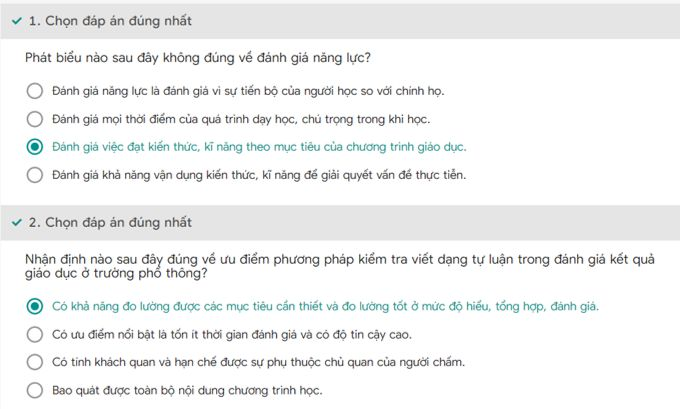 1. Chọn đáp án đúng nhất
Phát biểu nào sau đây không đúng về đánh giá năng lực?
Đánh giá năng lực là đánh giá vì sự tiến bộ của người học so với chính họ.
Đánh giá mọi thời điểm của quá trình dạy học, chú trọng trong khi học.
Đánh giá việc đạt kiến thức, kĩ năng theo mục tiêu của chương trình giáo dục.
Đánh giá khả năng vận dụng kiến thức, kĩ năng để giải quyết vấn đề thực tiễn.
2. Chọn đáp án đúng nhất
Nhận định nào sau đây đúng về ưu điểm phương pháp kiểm tra viết dạng tự luận trong đánh giá kết quả
giáo dục ở trường phổ thông?
Có khả năng đo lường được các mục tiêu cần thiết và đo lường tốt ở mức độ hiểu, tổng hợp, đánh giá.
Có ưu điểm nổi bật là tốn ít thời gian đánh giá và có độ tin cậy cao.
Có tính khách quan và hạn chế được sự phụ thuộc chủ quan của người chấm.
Bao quát được toàn bộ nội dung chương trình học.